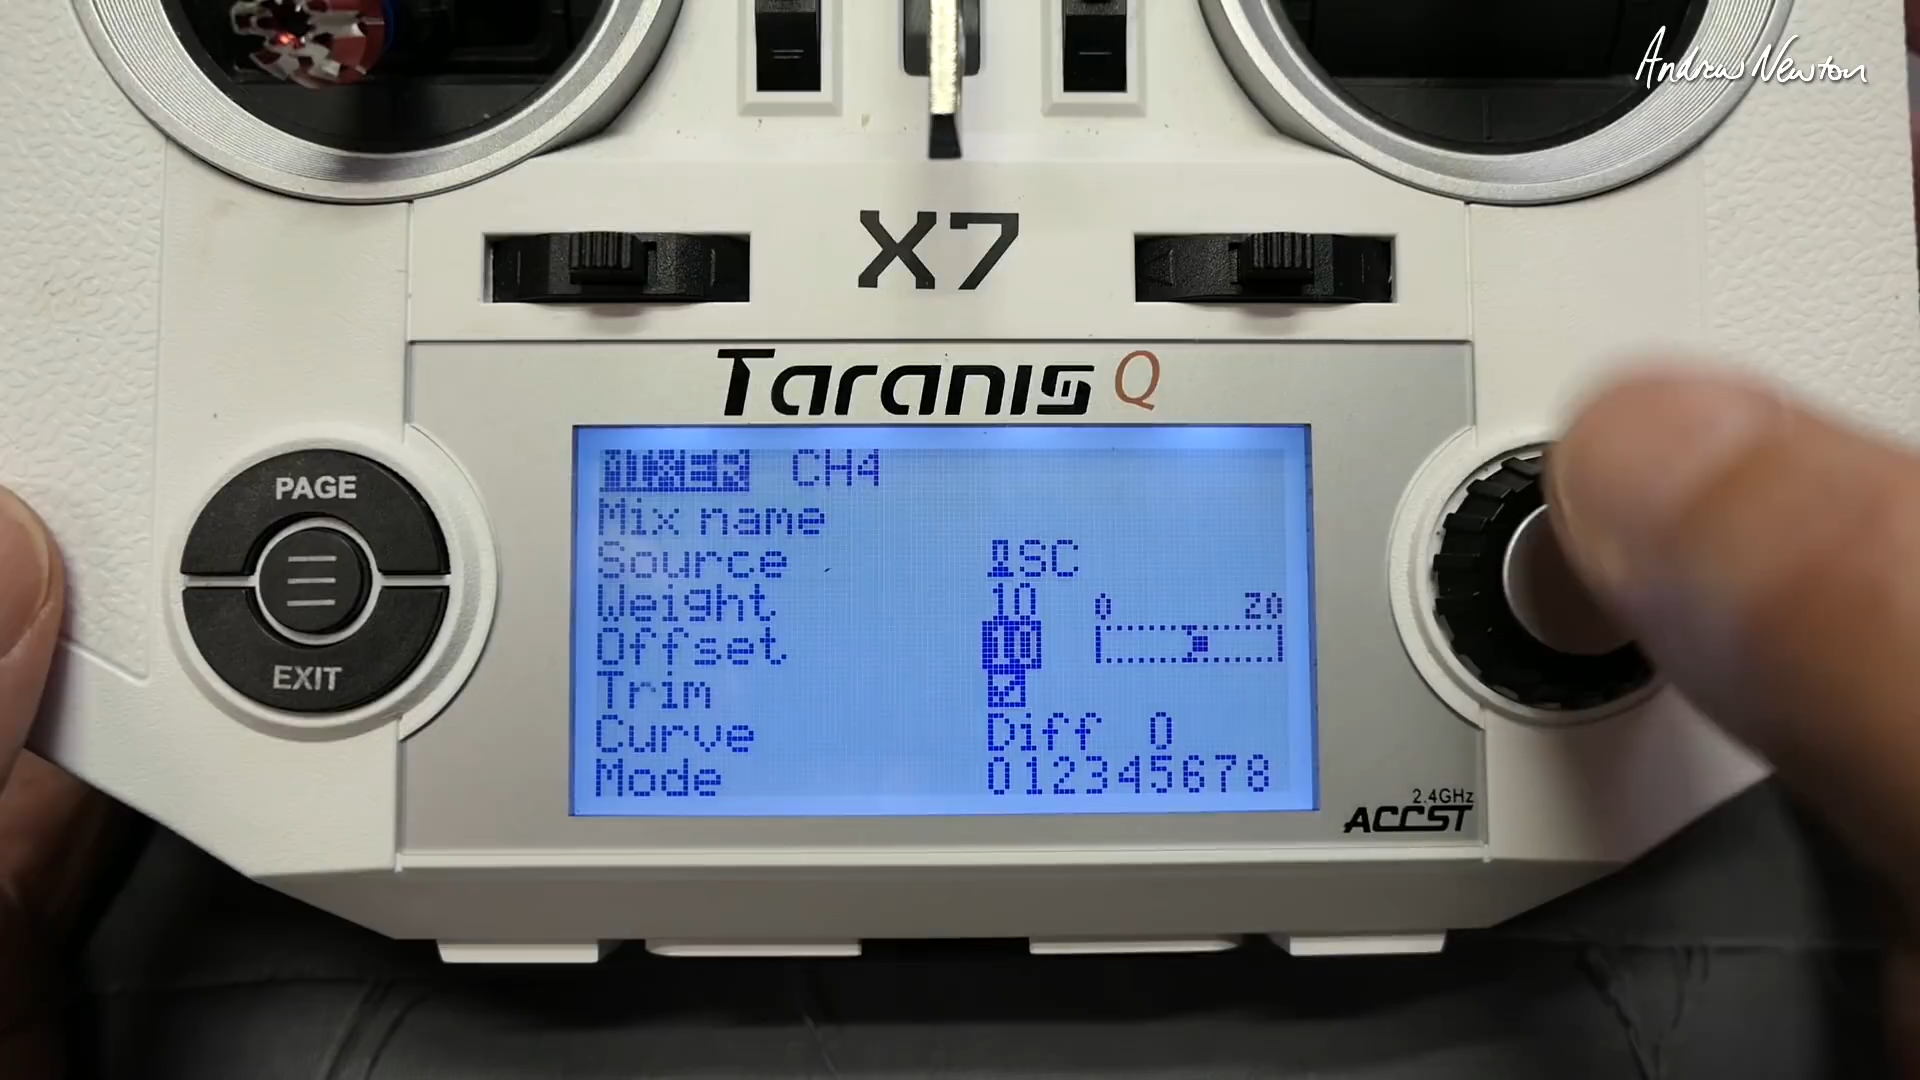 Andrew Newton
X7
Taranis Q
PAGE
EXIT
MIXER CH4
Mix name
Source SC
Weight 10
Offset 10
0 20
Trim
Curve Diff 0
Mode 012345678
2.4GHz
ACCST